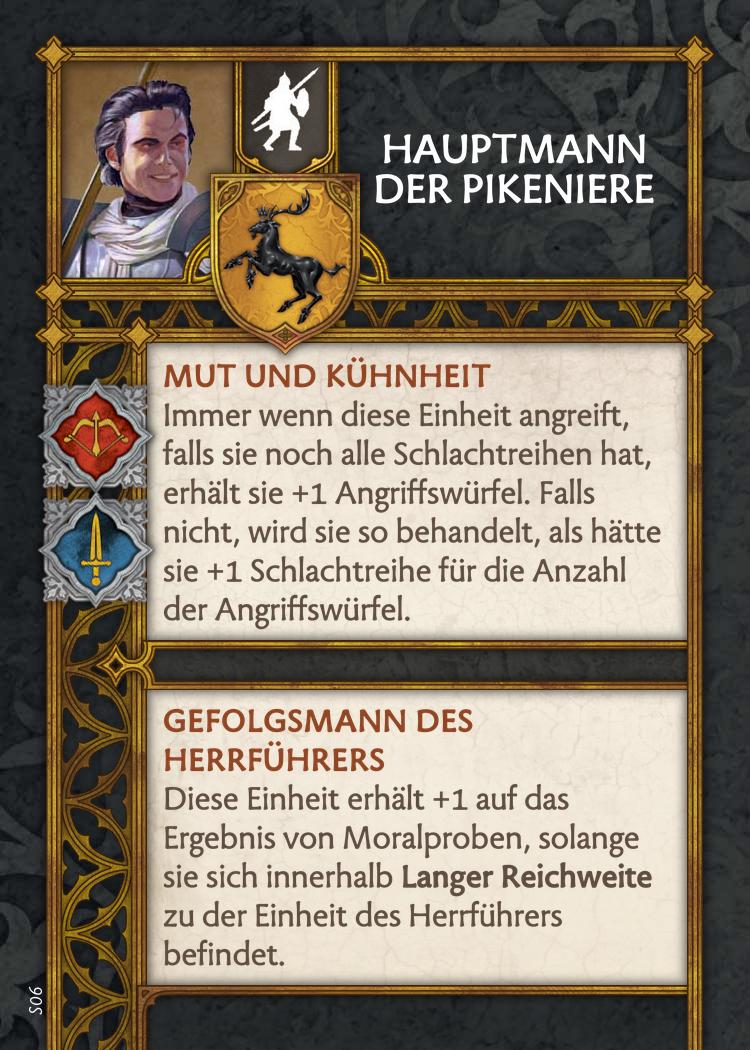 HAUPTMANN
DER PIKENIERE
MUT UND KÜHNHEIT
Immer wenn diese Einheit angreift,
falls sie noch alle Schlachtreihen hat,
erhält sie +1 Angriffswürfel. Falls
nicht, wird sie so behandelt, als hätte
sie +1 Schlachtreihe für die Anzahl
der Angriffswürfel.
GEFOLGSMANN DES
HERRFÜHRERS
Diese Einheit erhält +1 auf das
Ergebnis von Moralproben, solange
sie sich innerhalb Langer Reichweite
zu der Einheit des Herrführers
befindet.
S06